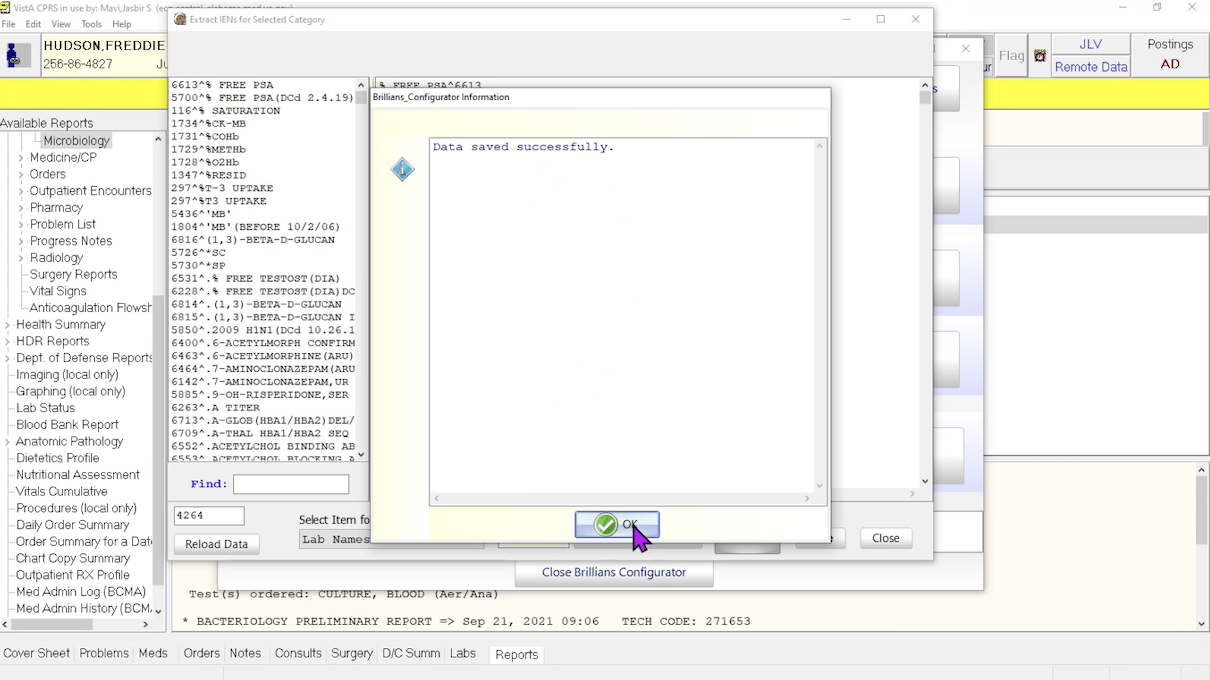 VistA CPRS in use by: Mavi,Jasbir S
Extract IENs for Selected Category
File Edit View Tools Help
HUDSON,FREDDIE
256-86-4827
Flag
JLV
Remote Data
Postings
AD
Available Reports
Microbiology
Medicine/CP
Orders
Outpatient Encounters
Pharmacy
Problem List
Progress Notes
Radiology
Surgery Reports
Vital Signs
Anticoagulation Flowsh
Health Summary
HDR Reports
Dept. of Defense Reports
Imaging (local only)
Graphing (local only)
Lab Status
Blood Bank Report
Anatomic Pathology
Dietetics Profile
Nutritional Assessment
Vitals Cumulative
Procedures (local only)
Daily Order Summary
Order Summary for a Date
Chart Copy Summary
Outpatient RX Profile
Med Admin Log (BCMA)
Med Admin History (BCM
6613^% FREE PSA
5700^% FREE PSA(DCd 2.4.19)
116^% SATURATION
1734^%CK-MB
1731^%COHb
1729^%METHb
1728^%O2Hb
1347^%RESID
297^%T-3 UPTAKE
297^%T3 UPTAKE
5436^'MB'
1804^'MB'(BEFORE 10/2/06)
6816^(1,3)-BETA-D-GLUCAN
5726^*SC
5730^*SP
6531^.% FREE TESTOST(DIA)
6228^.% FREE TESTOST(DIA)DC
6814^.(1,3)-BETA-D-GLUCAN
6815^.(1,3)-BETA-D-GLUCAN I
5850^.2009 H1N1(DCd 10.26.1
6400^.6-ACETYLMORPH CONFIRM
6463^.6-ACETYLMORPHINE(ARU)
6464^.7-AMINOCLONAZEPAM(ARU
6142^.7-AMINOCLONAZEPAM,UR
5885^.9-OH-RISPERIDONE,SER
6263^.A TITER
6713^.A-GLOB(HBA1/HBA2)DEL/
6709^.A-THAL HBA1/HBA2 SEQ
6552^.ACETYLCHOL BINDING AB
6553^.ACETYLCHOL BLOCKING A
% FREE PSA^6613
Brillians_Configurator Information
Data saved successfully.
OK
Find:
4264
Select Item fo
Reload Data
Lab Names
Close
Close Brillians Configurator
Test(s) ordered: CULTURE, BLOOD (Aer/Ana)
* BACTERIOLOGY PRELIMINARY REPORT => Sep 21, 2021 09:06 TECH CODE: 271653
Cover Sheet Problems Meds Orders Notes Consults Surgery D/C Summ Labs Reports